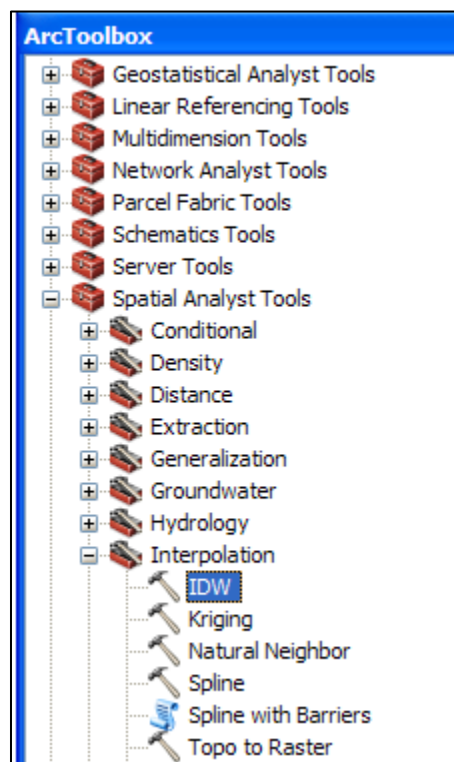 ArcToolbox
Geostatistical Analyst Tools
Linear Referencing Tools
Multidimension Tools
Network Analyst Tools
Parcel Fabric Tools
Schematics Tools
Server Tools
Spatial Analyst Tools
Conditional
Density
Distance
Extraction
Generalization
Groundwater
Hydrology
Interpolation
IDW
Kriging
Natural Neighbor
Spline
Spline with Barriers
Topo to Raster